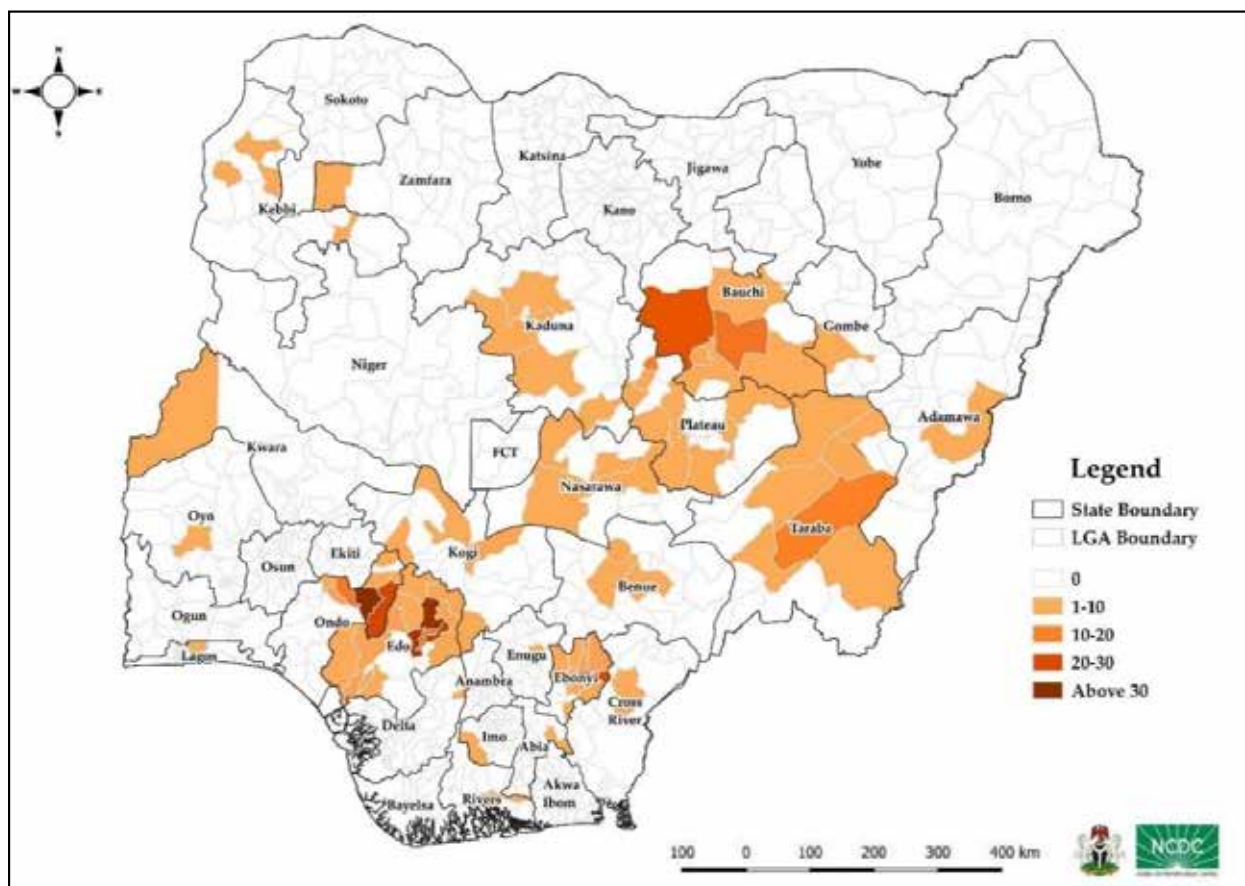 N
W E
S
Sokoto
Katsina
Jigawa
Yobe
Borno
Zamfara
Kano
Kebbi
Bauchi
Kaduna
Gombe
Niger
Adamawa
Plateau
Kwara
FCT
Nasarawa
Oyo
Taraba
Ekiti
Kogi
Osun
Benue
Ogun
Ondo
Edo
Lagos
Enugu
Anambra
Ebonyi
Cross
River
Delta
Imo
Abia
Akwa
Ibom
Bayelsa
Rivers
Legend
State Boundary
LGA Boundary
0
1-10
10-20
20-30
Above 30
100 0 100 200 300 400 km
NCDC